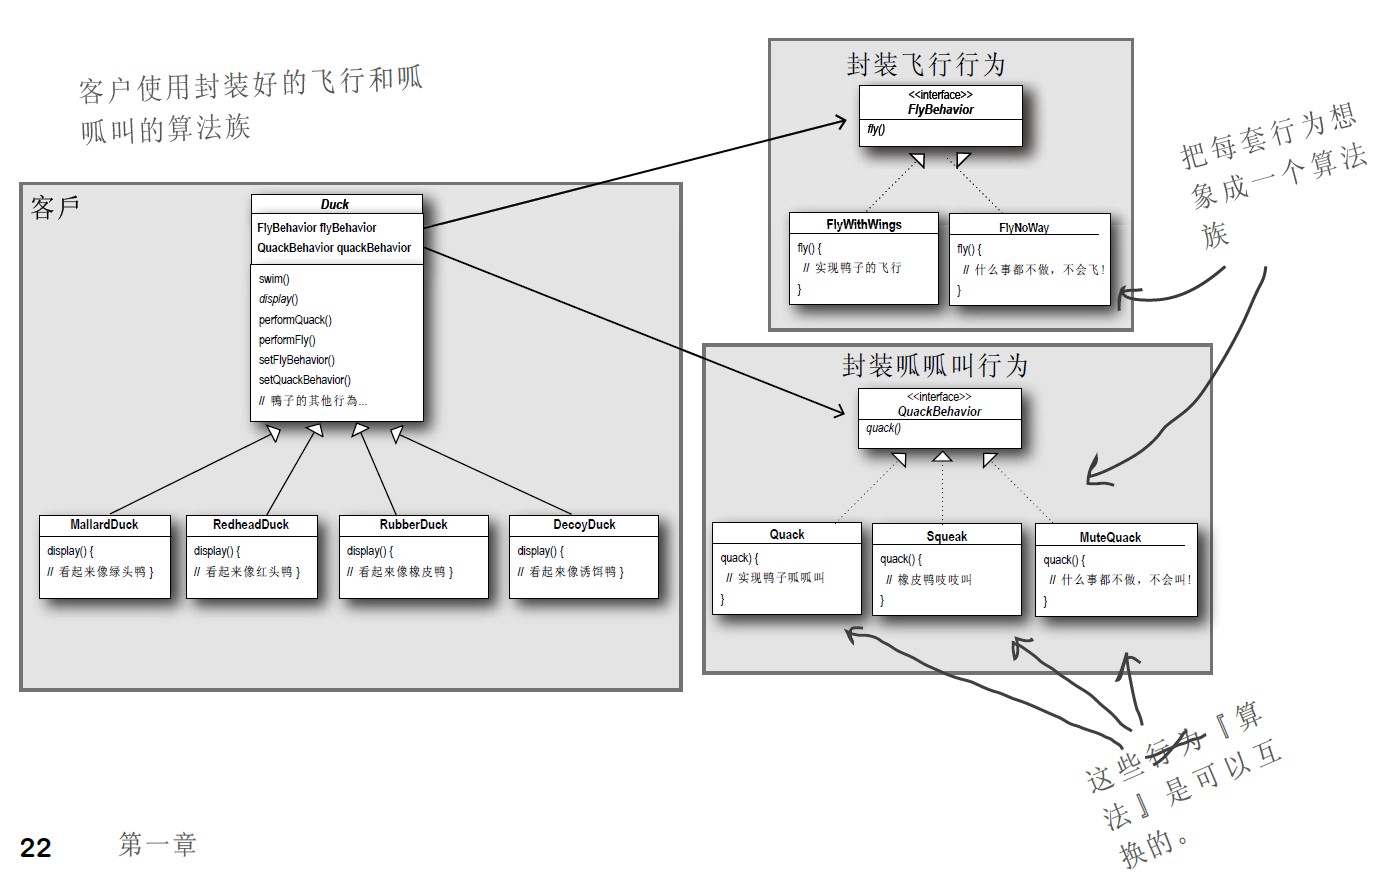 客户使用封装好的飞行和呱
呱叫的算法族
客戶
Duck
FlyBehavior flyBehavior
QuackBehavior quackBehavior
swim()
display()
performQuack()
performFly()
setFlyBehavior()
setQuackBehavior()
// 鴨子的其他行為...
MallardDuck
display() {
// 看起来像绿头鸭 }
RedheadDuck
display() {
// 看起来像红头鸭 }
RubberDuck
display() {
// 看起來像橡皮鸭 }
DecoyDuck
display() {
// 看起來像诱饵鸭 }
封装飞行行为
<<interface>>
FlyBehavior
fly()
FlyWithWings
fly() {
// 实现鸭子的飞行
}
FlyNoWay
fly() {
// 什么事都不做，不会飞！
}
封装呱呱叫行为
<<interface>>
QuackBehavior
quack()
Quack
quack) {
// 实现鸭子呱呱叫
}
Squeak
quack() {
// 橡皮鸭吱吱叫
}
MuteQuack
quack() {
// 什么事都不做，不会叫！
}
把每套行为想
象成一个算法
族
这些行为『算
法』是可以互
换的。
22
第一章